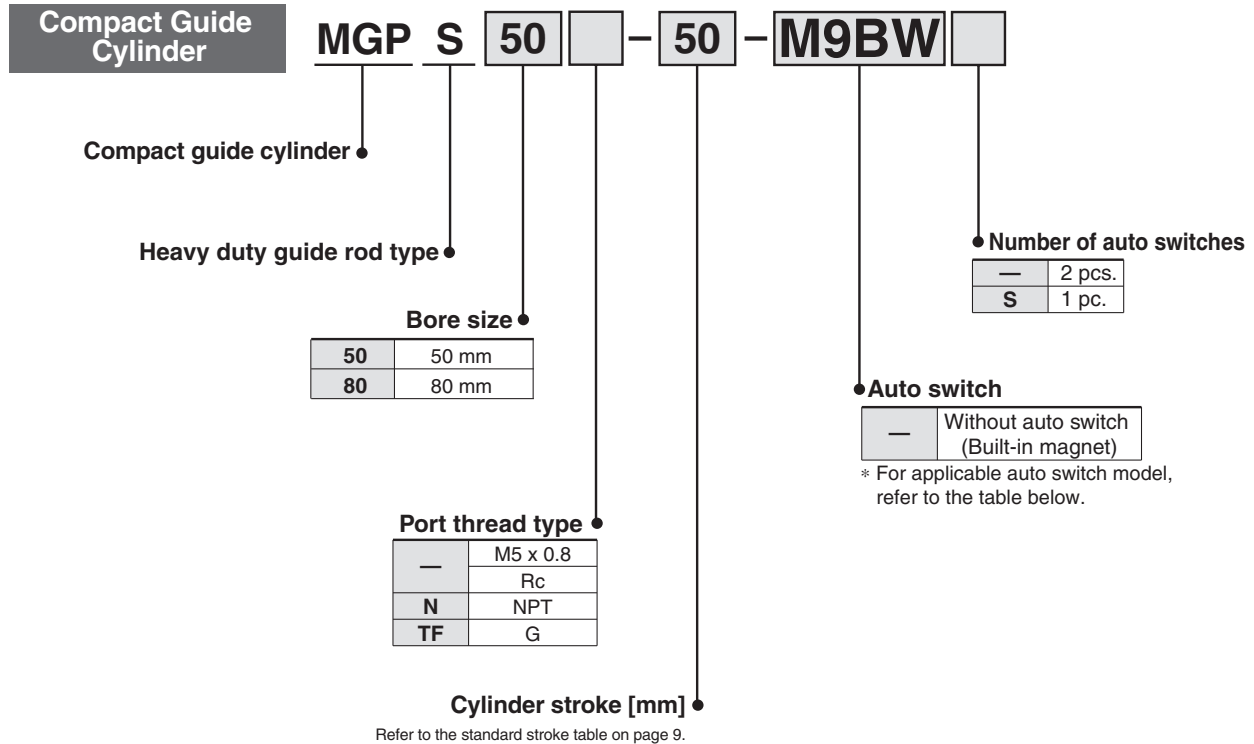 Compact Guide
Cylinder
MGP S 50 – 50 – M9BW
Compact guide cylinder
Heavy duty guide rod type
Number of auto switches
— 2 pcs.
S 1 pc.
Bore size
50 50 mm
80 80 mm
Auto switch
— Without auto switch
(Built-in magnet)
* For applicable auto switch model,
refer to the table below.
Port thread type
— M5 x 0.8
Rc
N NPT
TF G
Cylinder stroke [mm]
Refer to the standard stroke table on page 9.